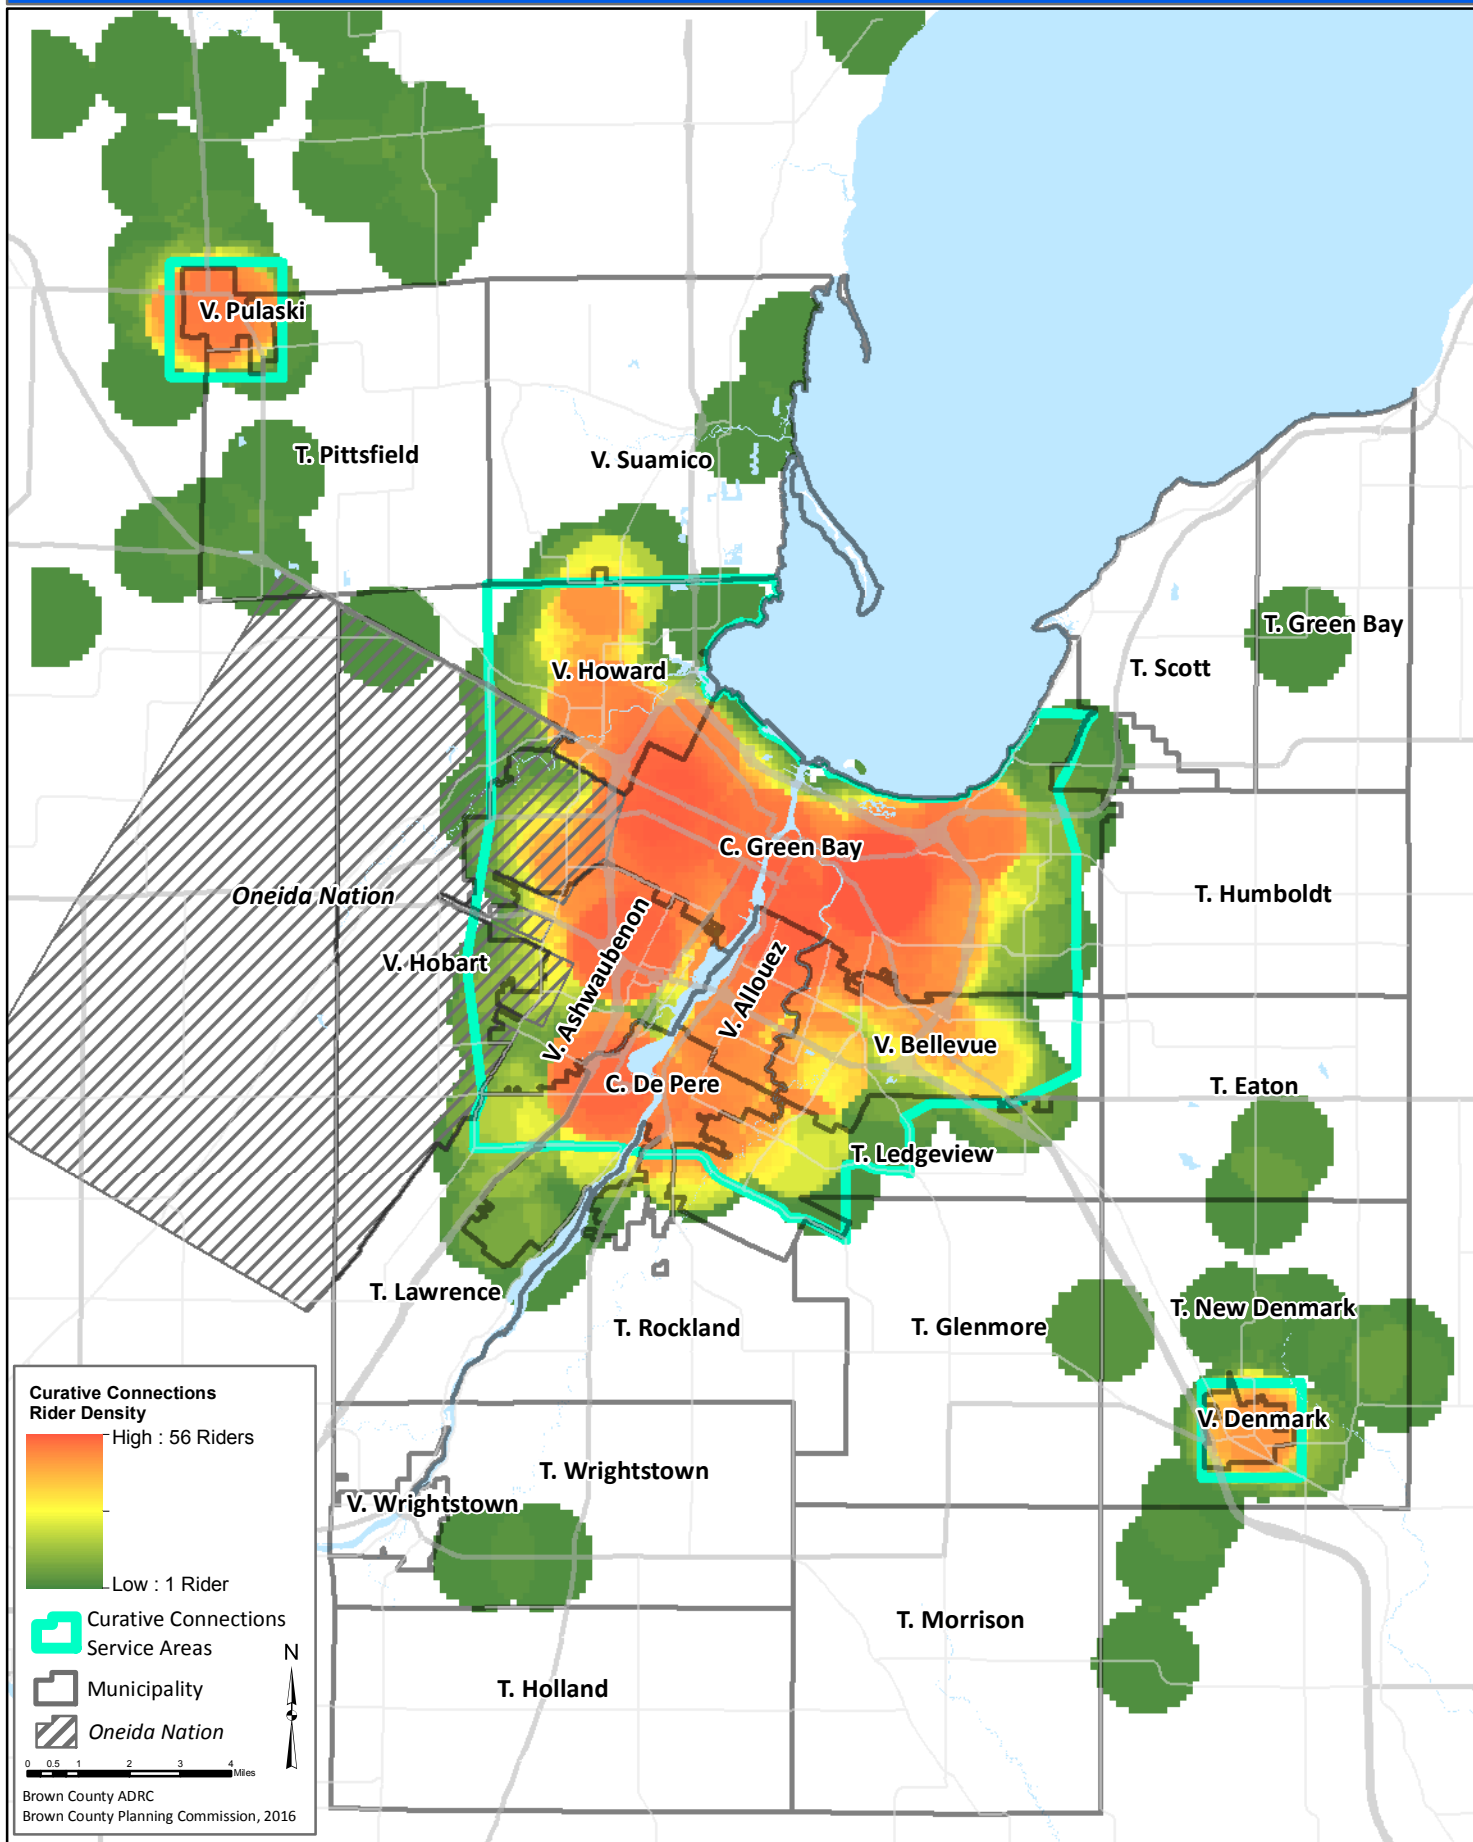 V. Pulaski
T. Pittsfield
V. Suamico
T. Green Bay
T. Scott
V. Howard
C. Green Bay
Oneida Nation
T. Humboldt
V. Hobart
V. Ashwaubenon
V. Allouez
V. Bellevue
C. De Pere
T. Eaton
T. Ledgeview
T. Lawrence
T. Rockland
T. Glenmore
T. New Denmark
V. Denmark
T. Wrightstown
V. Wrightstown
T. Morrison
T. Holland
Curative Connections
Rider Density
High : 56 Riders
Low : 1 Rider
Curative Connections
Service Areas
N
Municipality
Oneida Nation
0 0.5 1 2 3 4
Miles
Brown County ADRC
Brown County Planning Commission, 2016